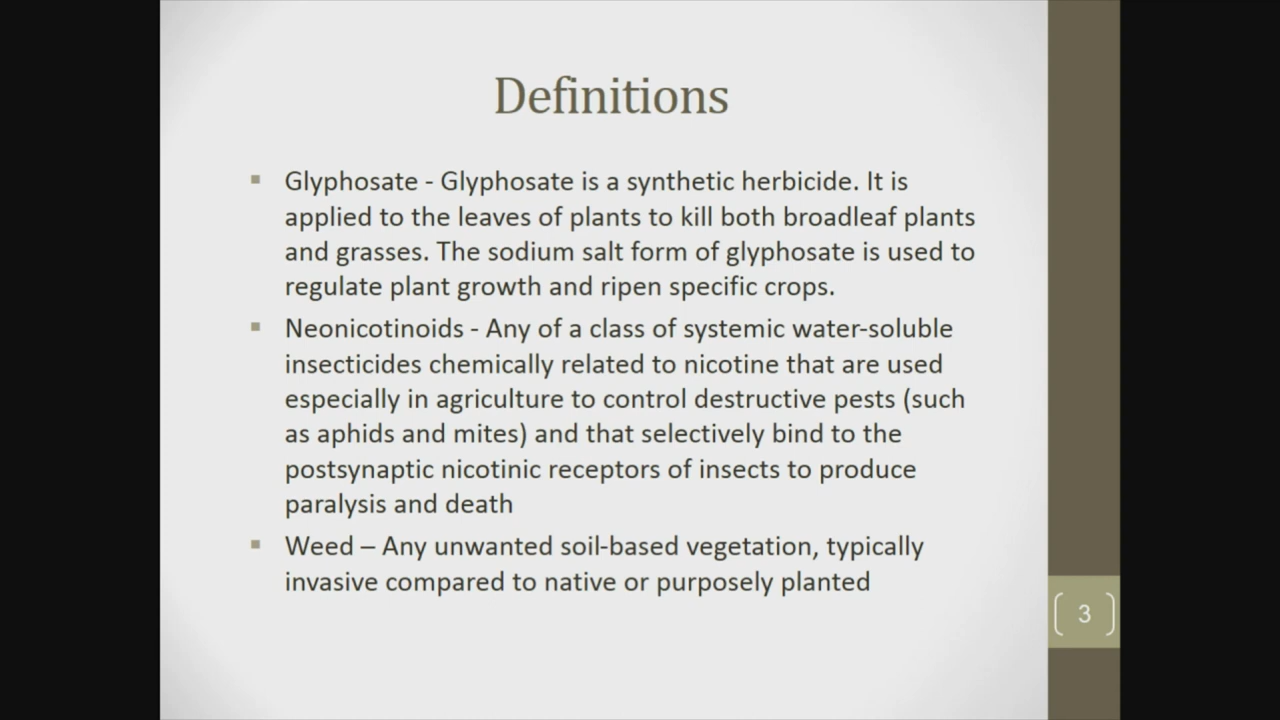 Definitions
▪ Glyphosate - Glyphosate is a synthetic herbicide. It is
applied to the leaves of plants to kill both broadleaf plants
and grasses. The sodium salt form of glyphosate is used to
regulate plant growth and ripen specific crops.
▪ Neonicotinoids - Any of a class of systemic water-soluble
insecticides chemically related to nicotine that are used
especially in agriculture to control destructive pests (such
as aphids and mites) and that selectively bind to the
postsynaptic nicotinic receptors of insects to produce
paralysis and death
▪ Weed – Any unwanted soil-based vegetation, typically
invasive compared to native or purposely planted
3